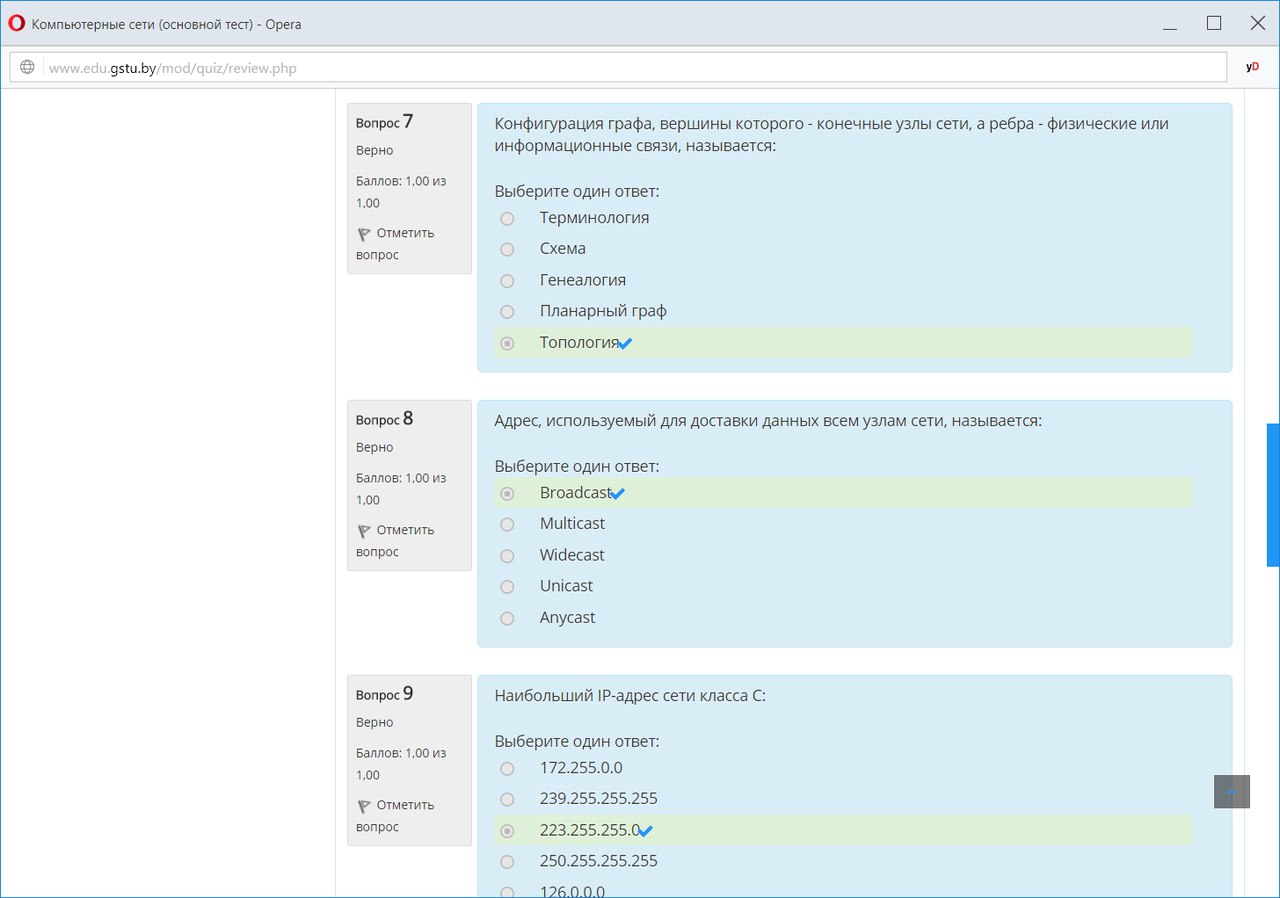 Компьютерные сети (основной тест) - Opera
www.edu.gstu.by/mod/quiz/review.php
yD
Вопрос 7
Верно
Баллов: 1,00 из
1,00
Отметить
вопрос
Конфигурация графа, вершины которого - конечные узлы сети, а ребра - физические или
информационные связи, называется:
Выберите один ответ:
Терминология
Схема
Генеалогия
Планарный граф
Топология
Вопрос 8
Верно
Баллов: 1,00 из
1,00
Отметить
вопрос
Адрес, используемый для доставки данных всем узлам сети, называется:
Выберите один ответ:
Broadcast
Multicast
Widecast
Unicast
Anycast
Вопрос 9
Верно
Баллов: 1,00 из
1,00
Отметить
вопрос
Наибольший IP-адрес сети класса C:
Выберите один ответ:
172.255.0.0
239.255.255.255
223.255.255.0
250.255.255.255
126.0.0.0